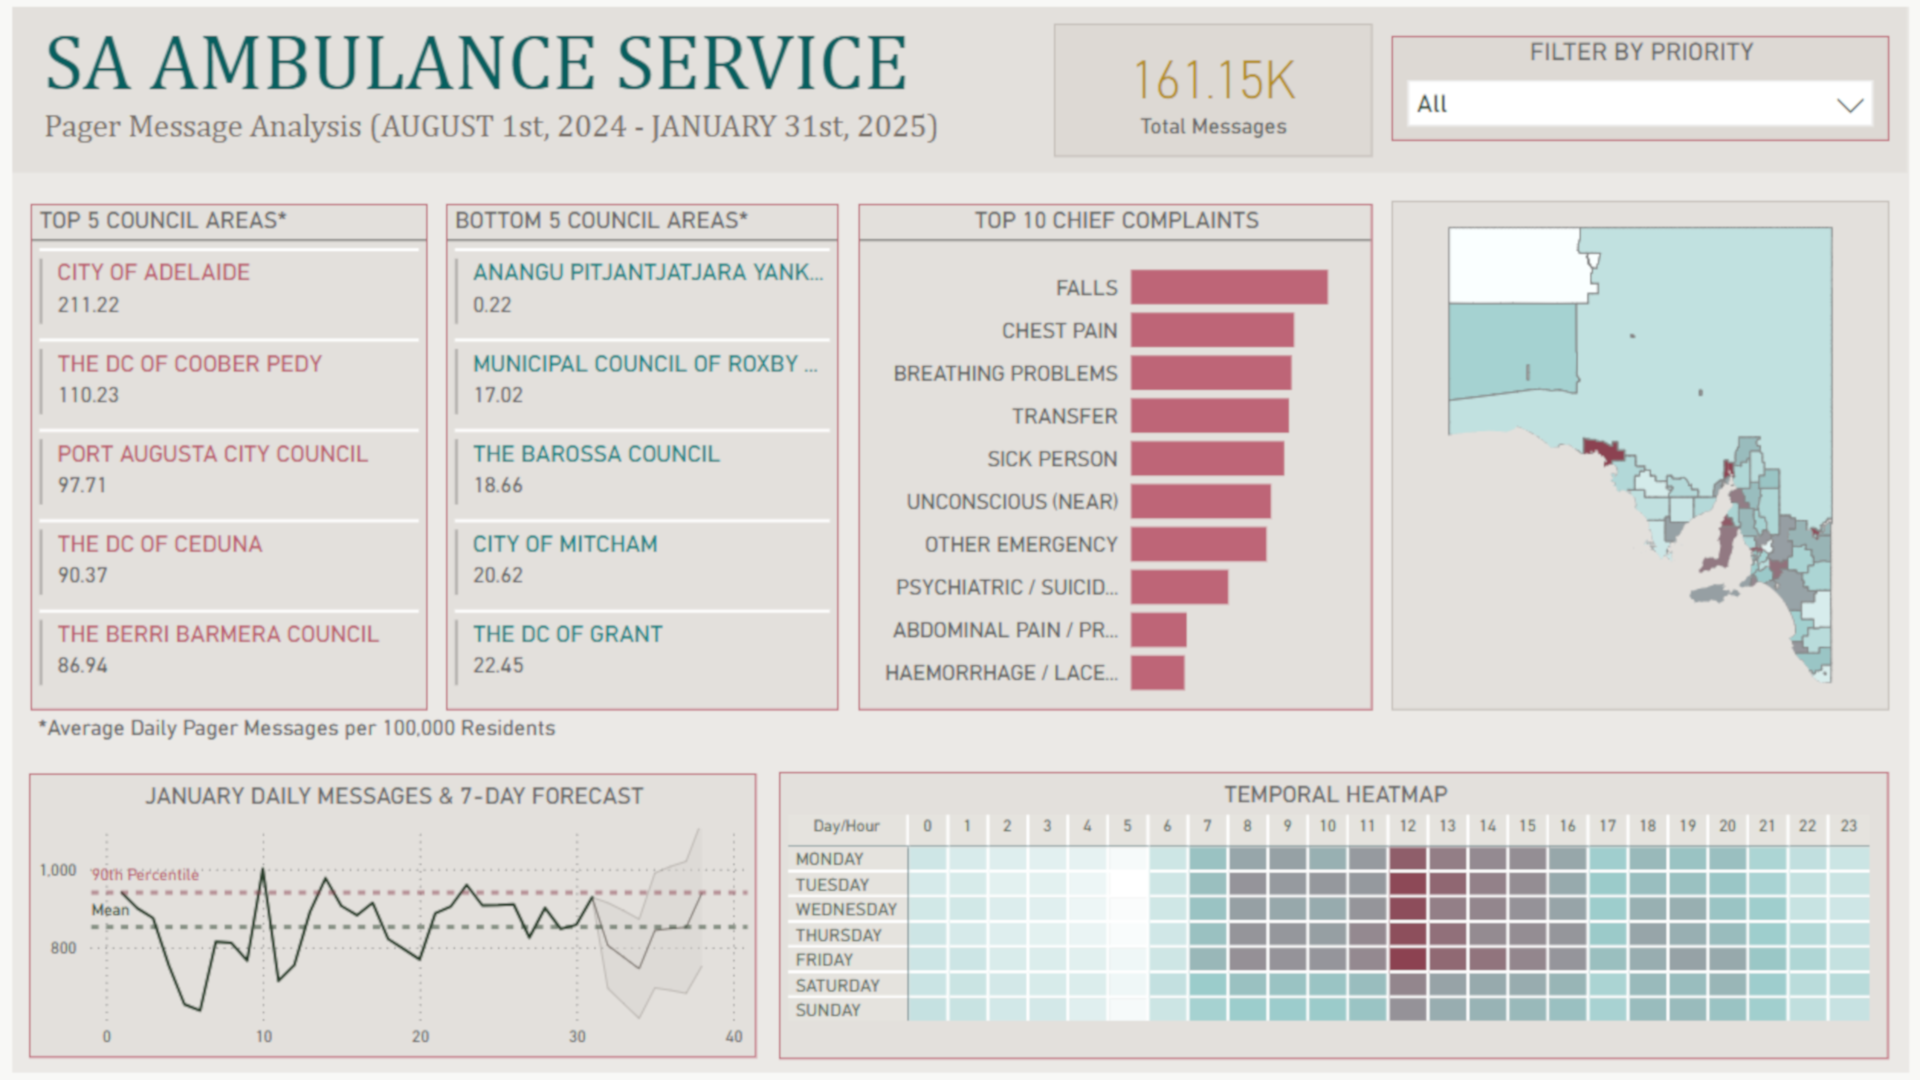 SA AMBULANCE SERVICE
Pager Message Analysis (AUGUST 1st, 2024 - JANUARY 31st, 2025)
161.15K
Total Messages
FILTER BY PRIORITY
All
TOP 5 COUNCIL AREAS*
CITY OF ADELAIDE
211.22
THE DC OF COOBER PEDY
110.23
PORT AUGUSTA CITY COUNCIL
97.71
THE DC OF CEDUNA
90.37
THE BERRI BARMERA COUNCIL
86.94
BOTTOM 5 COUNCIL AREAS*
ANANGU PITJANTJATJARA YANK...
0.22
MUNICIPAL COUNCIL OF ROXBY ...
17.02
THE BAROSSA COUNCIL
18.66
CITY OF MITCHAM
20.62
THE DC OF GRANT
22.45
*Average Daily Pager Messages per 100,000 Residents
TOP 10 CHIEF COMPLAINTS
FALLS
CHEST PAIN
BREATHING PROBLEMS
TRANSFER
SICK PERSON
UNCONSCIOUS (NEAR)
OTHER EMERGENCY
PSYCHIATRIC / SUICID...
ABDOMINAL PAIN / PR...
HAEMORRHAGE / LACE...
JANUARY DAILY MESSAGES & 7-DAY FORECAST
1,000
90th Percentile
Mean
800
0 10 20 30 40
TEMPORAL HEATMAP
Day/Hour 0 1 2 3 4 5 6 7 8 9 10 11 12 13 14 15 16 17 18 19 20 21 22 23
MONDAY
TUESDAY
WEDNESDAY
THURSDAY
FRIDAY
SATURDAY
SUNDAY